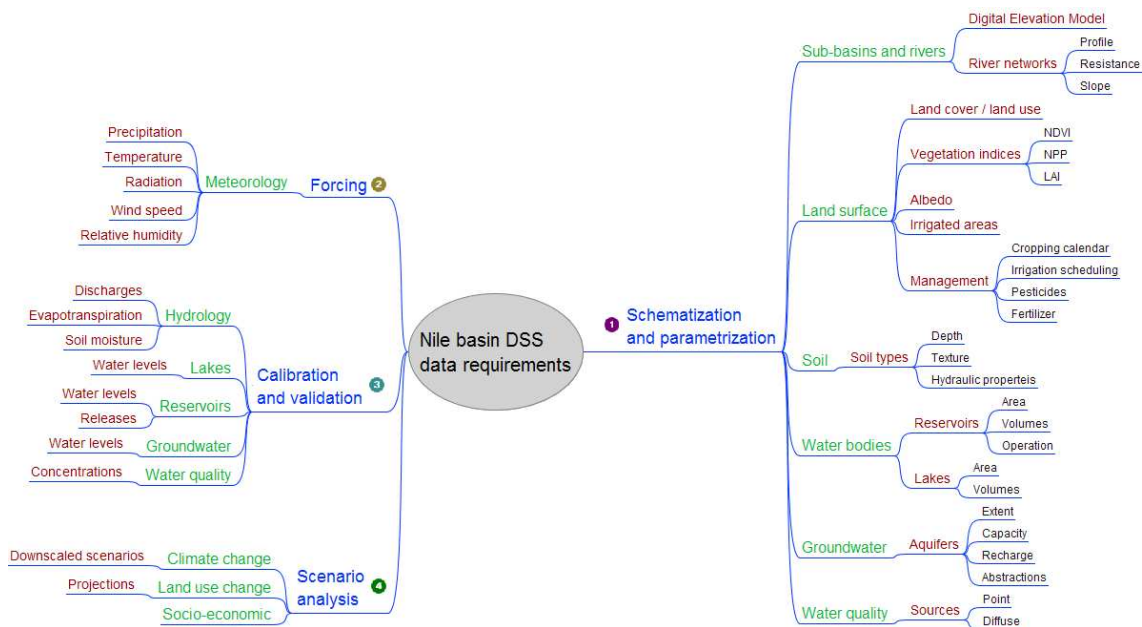 Nile basin DSS
data requirements
1
Schematization
and parametrization
Sub-basins and rivers
Digital Elevation Model
River networks
Profile
Resistance
Slope
Land surface
Land cover / land use
Vegetation indices
NDVI
NPP
LAI
Albedo
Irrigated areas
Management
Cropping calendar
Irrigation scheduling
Pesticides
Fertilizer
Soil
Soil types
Depth
Texture
Hydraulic properteis
Water bodies
Reservoirs
Area
Volumes
Operation
Lakes
Area
Volumes
Groundwater
Aquifers
Extent
Capacity
Recharge
Abstractions
Water quality
Sources
Point
Diffuse
Forcing
2
Meteorology
Precipitation
Temperature
Radiation
Wind speed
Relative humidity
Calibration
and validation
3
Hydrology
Discharges
Evapotranspiration
Soil moisture
Lakes
Water levels
Reservoirs
Water levels
Releases
Groundwater
Water levels
Water quality
Concentrations
Scenario
analysis
4
Climate change
Downscaled scenarios
Land use change
Projections
Socio-economic